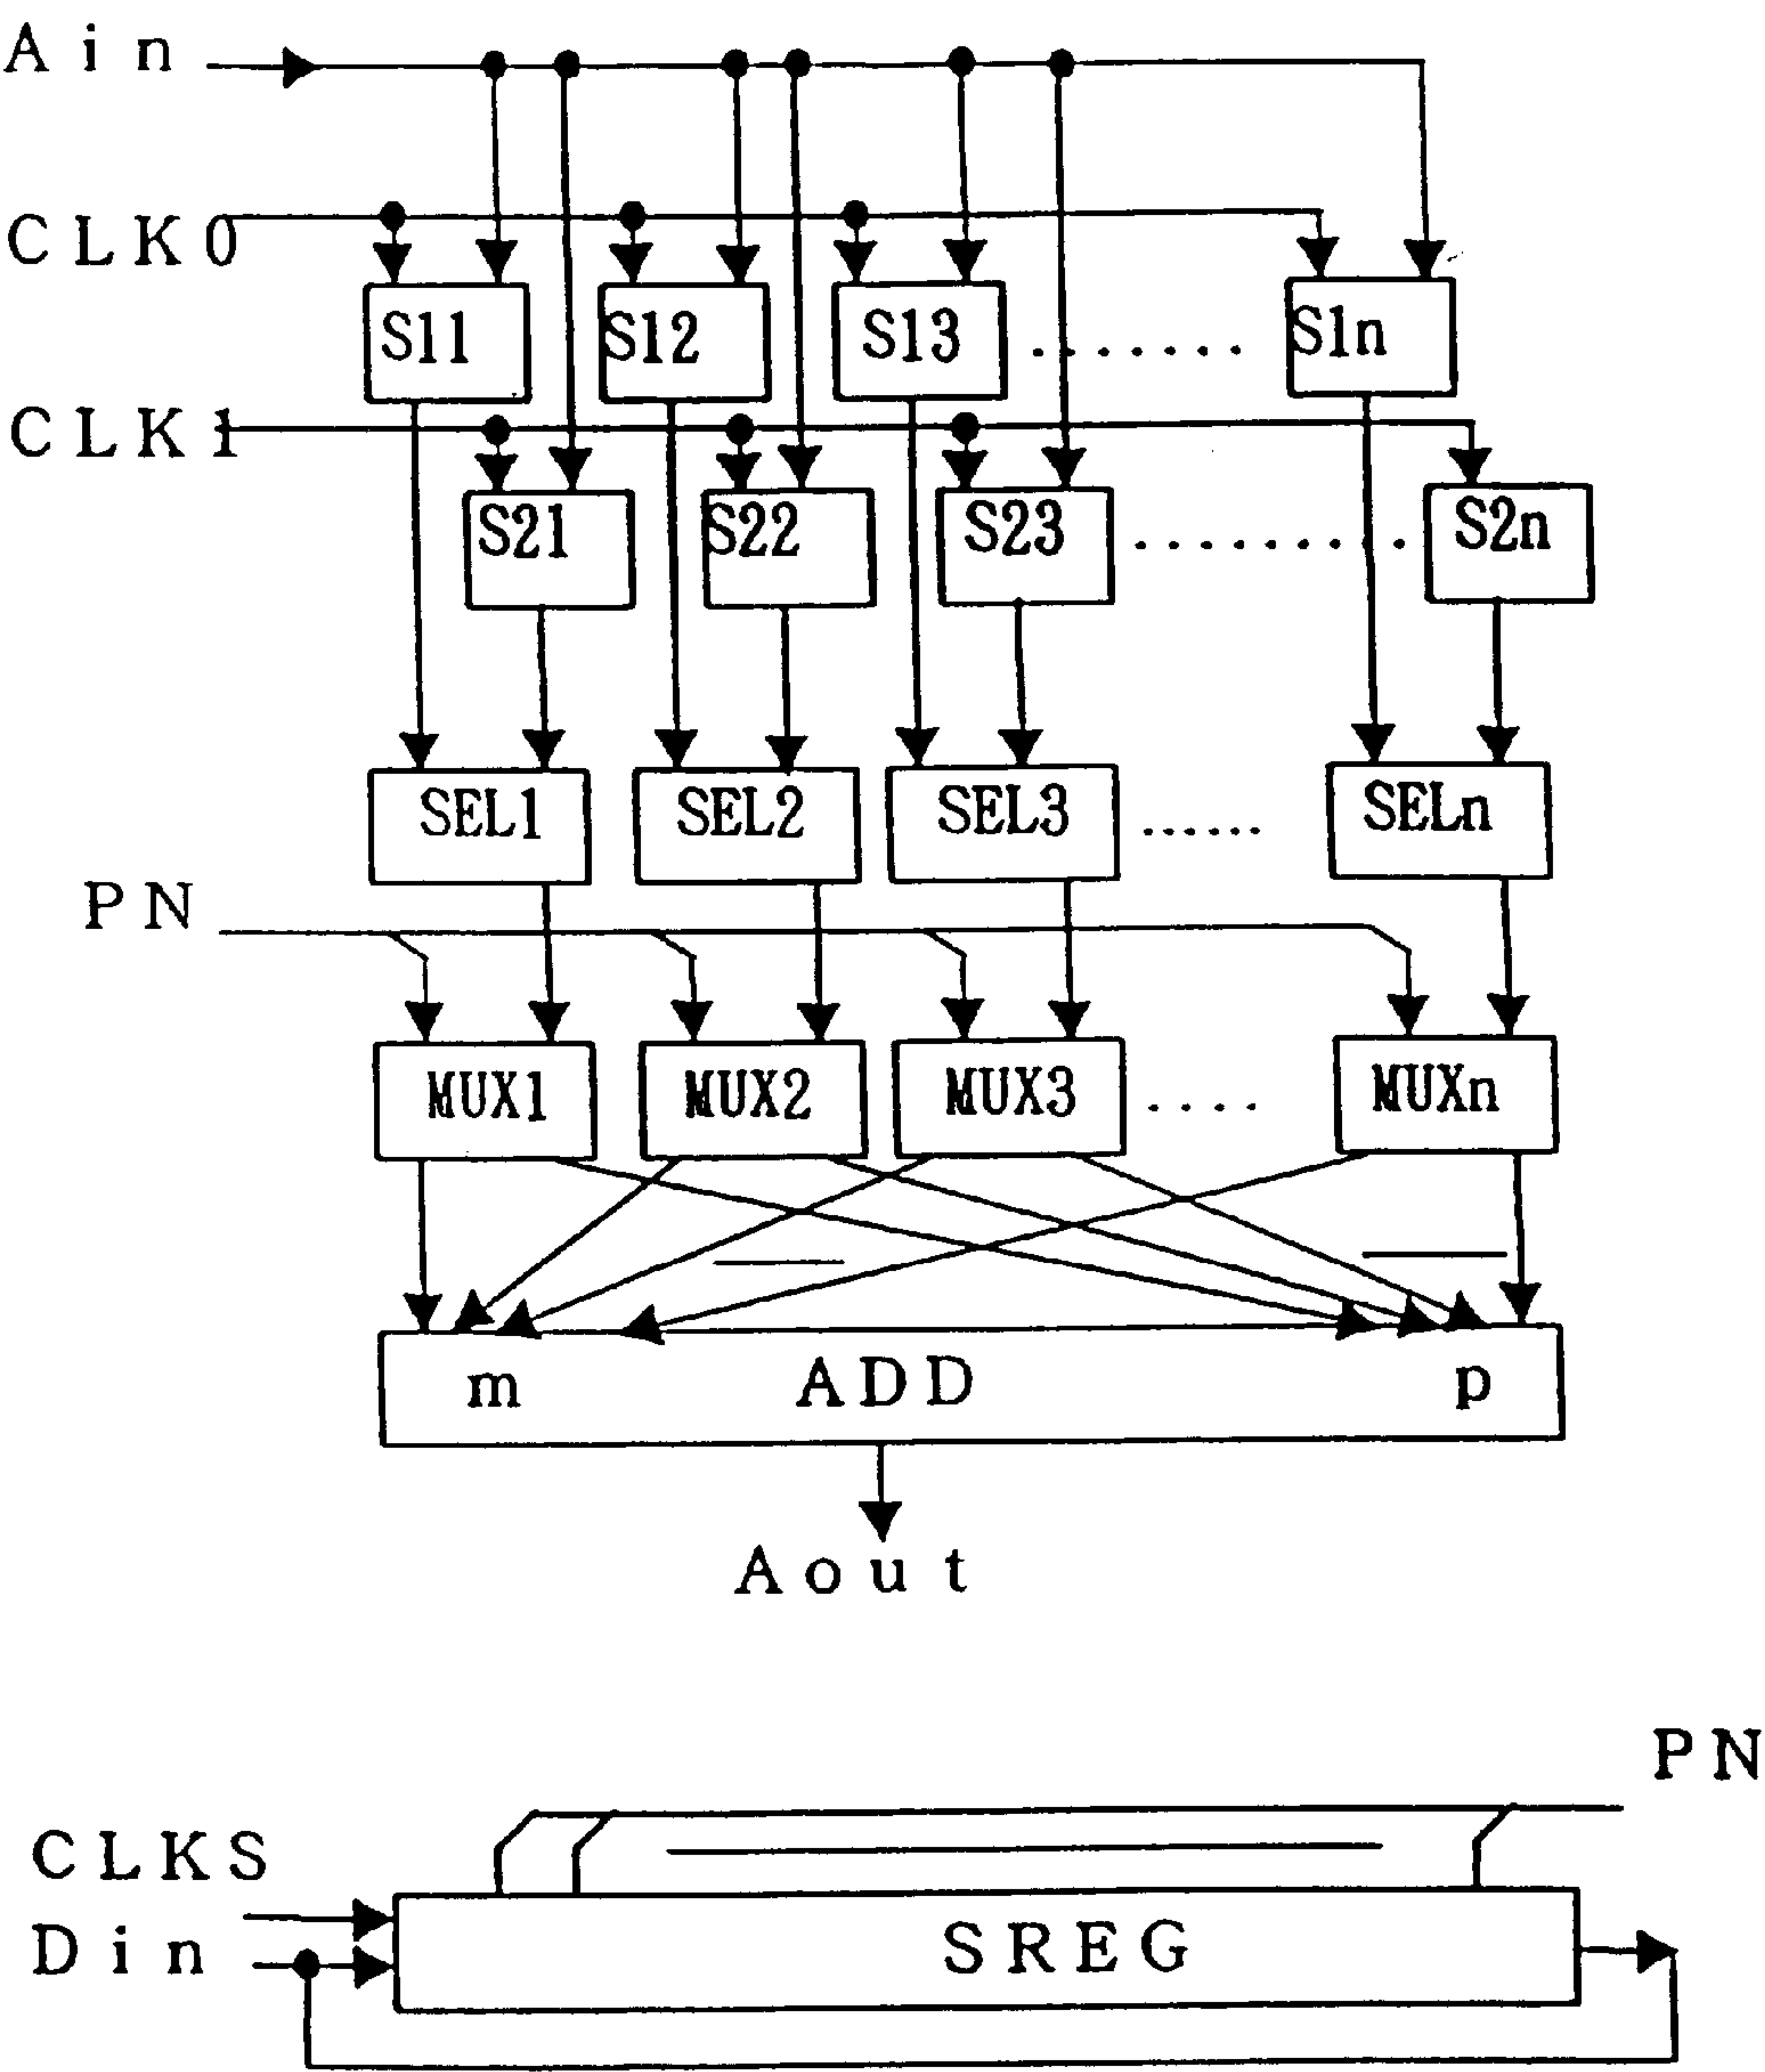 Ain
CLK0
S11 S12 S13 ........ S1n
CLK1
S21 S22 S23 ......... S2n
SEL1 SEL2 SEL3 ...... SELn
PN
MUX1 MUX2 MUX3 .... MUXn
m ADD p
Aout
PN
CLKS
Din
SREG